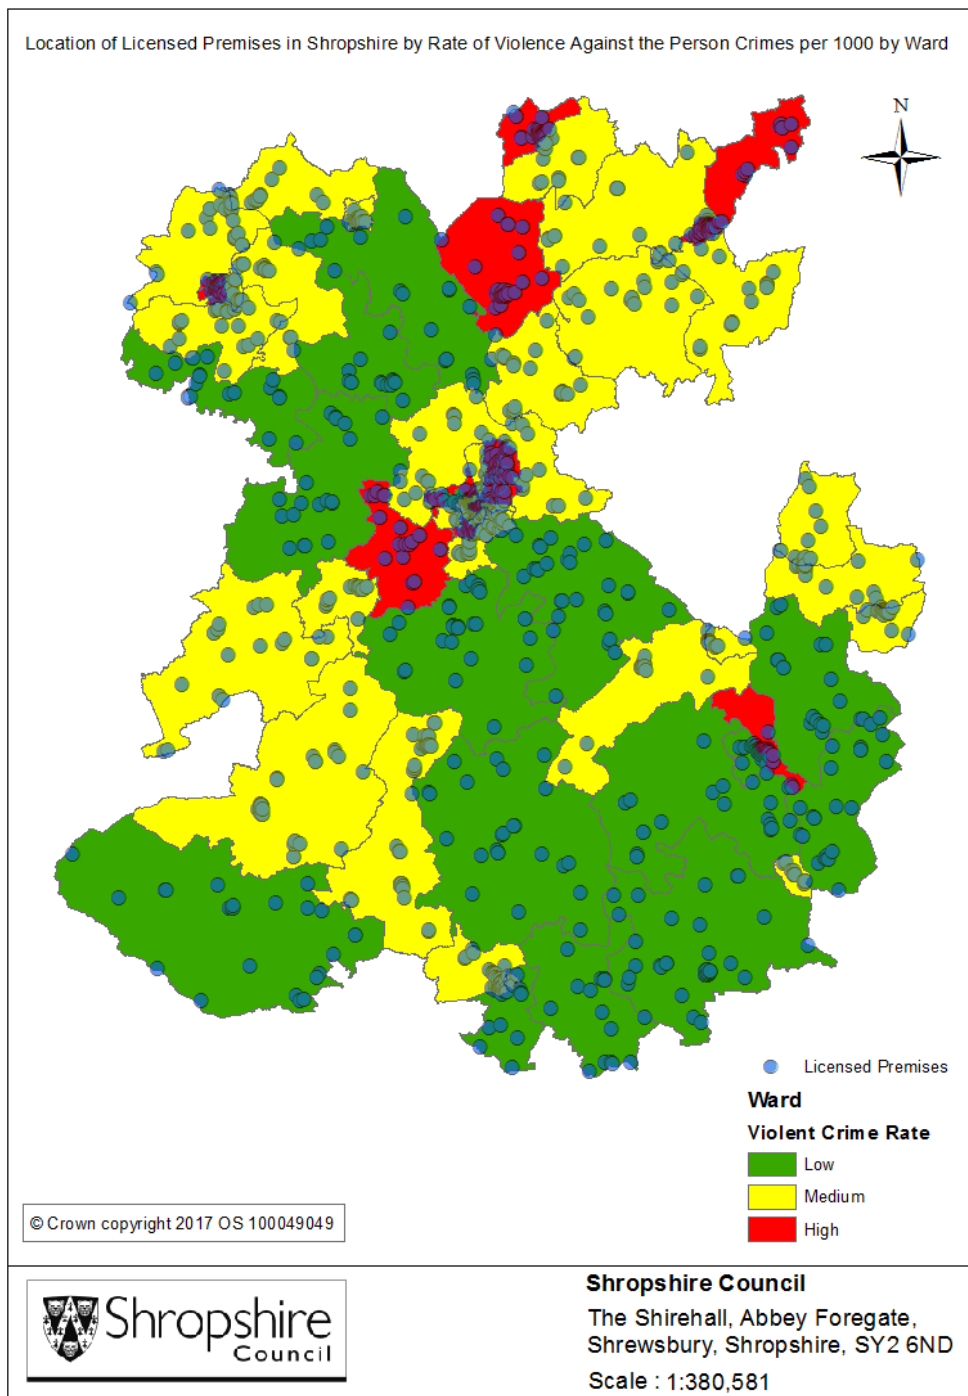 Location of Licensed Premises in Shropshire by Rate of Violence Against the Person Crimes per 1000 by Ward
N
Licensed Premises
Ward
Violent Crime Rate
Low
Medium
High
© Crown copyright 2017 OS 100049049
Shropshire
Council
Shropshire Council
The Shirehall, Abbey Foregate,
Shrewsbury, Shropshire, SY2 6ND
Scale : 1:380,581